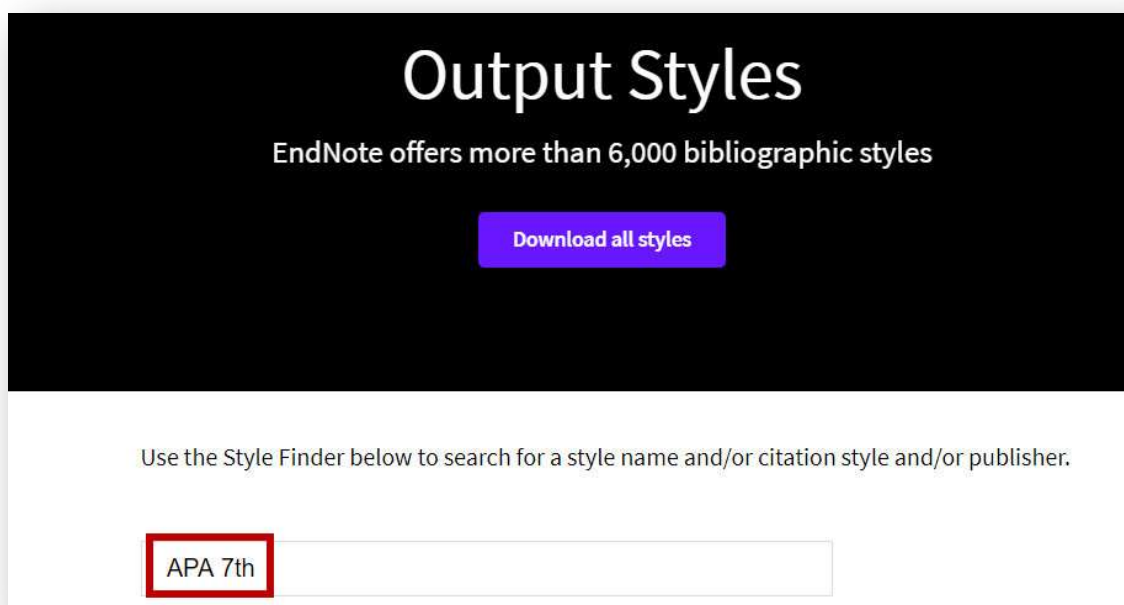 Output Styles
EndNote offers more than 6,000 bibliographic styles
Download all styles
Use the Style Finder below to search for a style name and/or citation style and/or publisher.
APA 7th